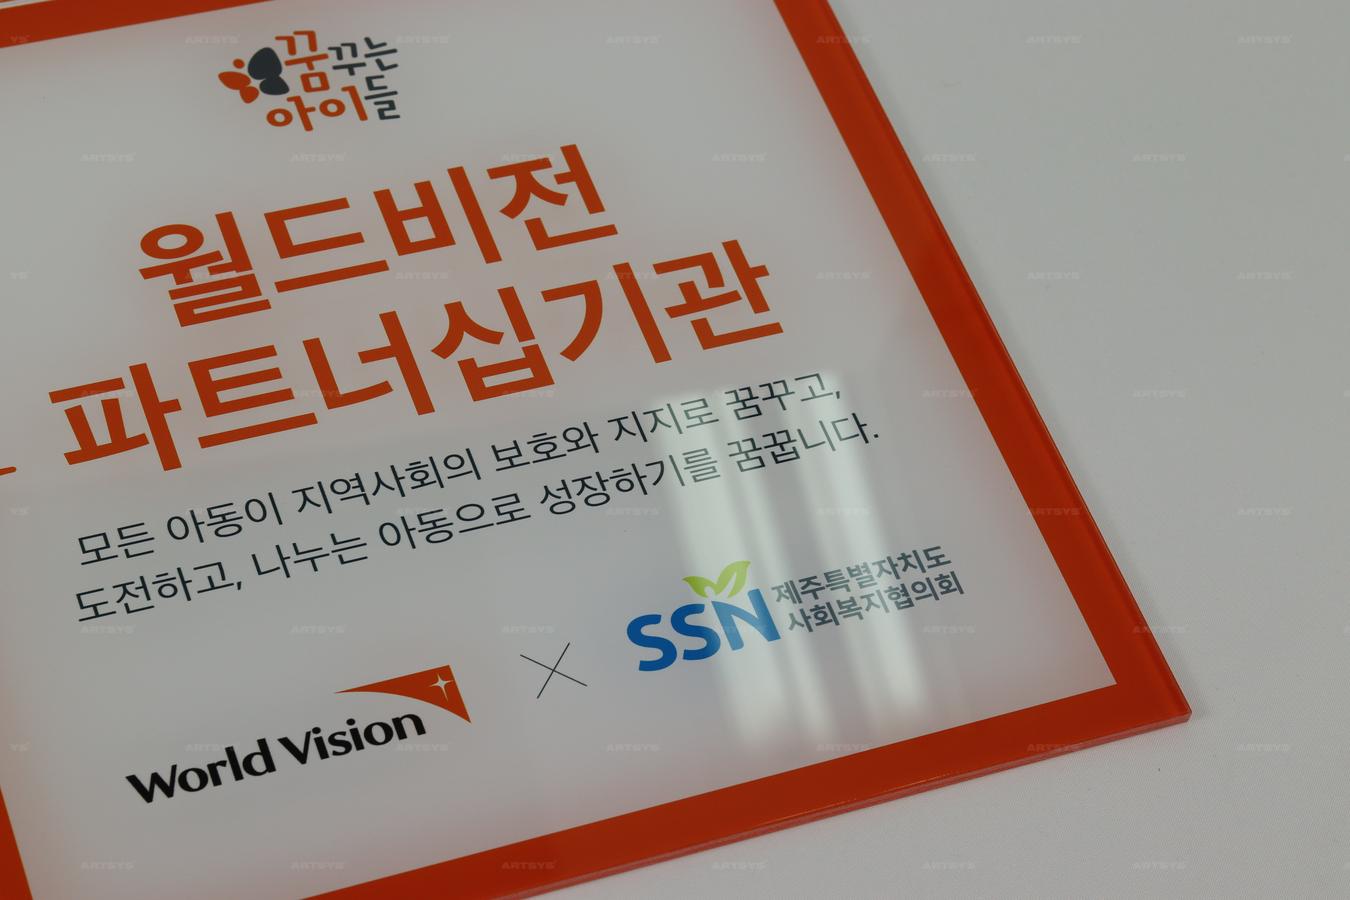 꿈꾸는
아이들
월드비전
파트너십기관
모든 아동이 지역사회의 보호와 지지로 꿈꾸고,
도전하고, 나누는 아동으로 성장하기를 꿈꿉니다.
World Vision
SSN 제주특별자치도
사회복지협의회
ARTSYS